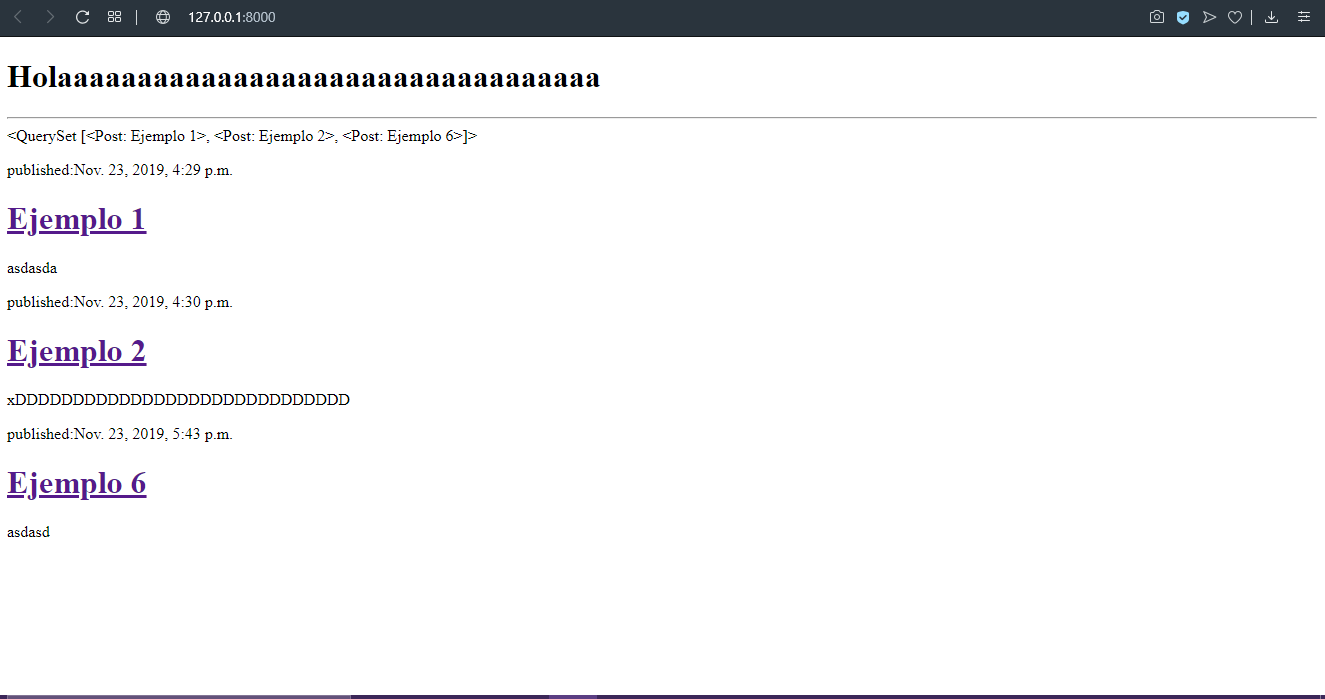 127.0.0.1:8000
Holaaaaaaaaaaaaaaaaaaaaaaaaaaaaaaaaaa
<QuerySet [<Post: Ejemplo 1>, <Post: Ejemplo 2>, <Post: Ejemplo 6>]>
published:Nov. 23, 2019, 4:29 p.m.
Ejemplo 1
asdasda
published:Nov. 23, 2019, 4:30 p.m.
Ejemplo 2
xDDDDDDDDDDDDDDDDDDDDDDDDDDDDD
published:Nov. 23, 2019, 5:43 p.m.
Ejemplo 6
asdasd